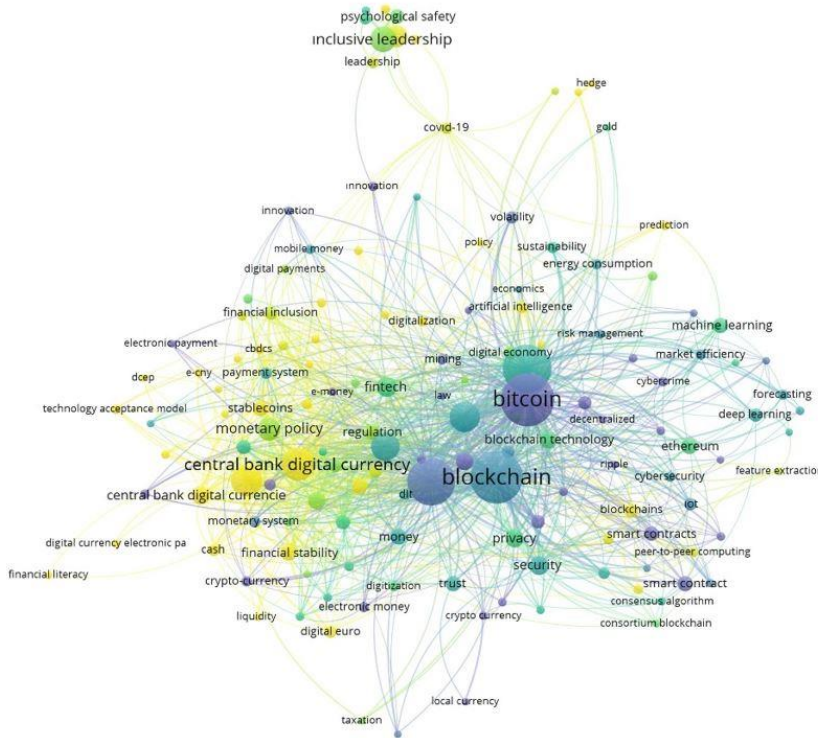 psychological safety
inclusive leadership
leadership
hedge
covid-19
gold
innovation
innovation
volatility
prediction
policy
sustainability
mobile money
energy consumption
digital payments
economics
artificial intelligence
financial inclusion
digitalization
risk management
machine learning
electronic payment
cbdcs
mining
digital economy
market efficiency
dcep
e-cny
payment system
fintech
cybercrime
e-money
law
forecasting
technology acceptance model
stablecoins
bitcoin
decentralized
deep learning
monetary policy
regulation
blockchain technology
ethereum
central bank digital currency
ripple
feature extraction
blockchain
cybersecurity
central bank digital currencie
dlt
iot
monetary system
blockchains
money
smart contracts
digital currency electronic pa
cash
financial stability
privacy
peer-to-peer computing
financial literacy
crypto-currency
digitization
trust
security
smart contract
electronic money
consensus algorithm
liquidity
crypto currency
digital euro
consortium blockchain
local currency
taxation